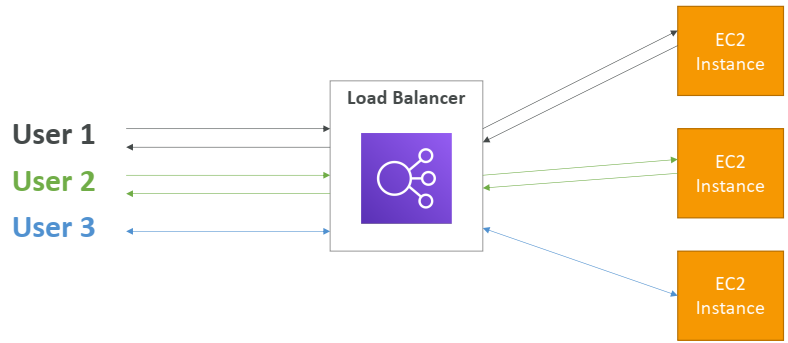 User 1
User 2
User 3
Load Balancer
EC2
Instance
EC2
Instance
EC2
Instance